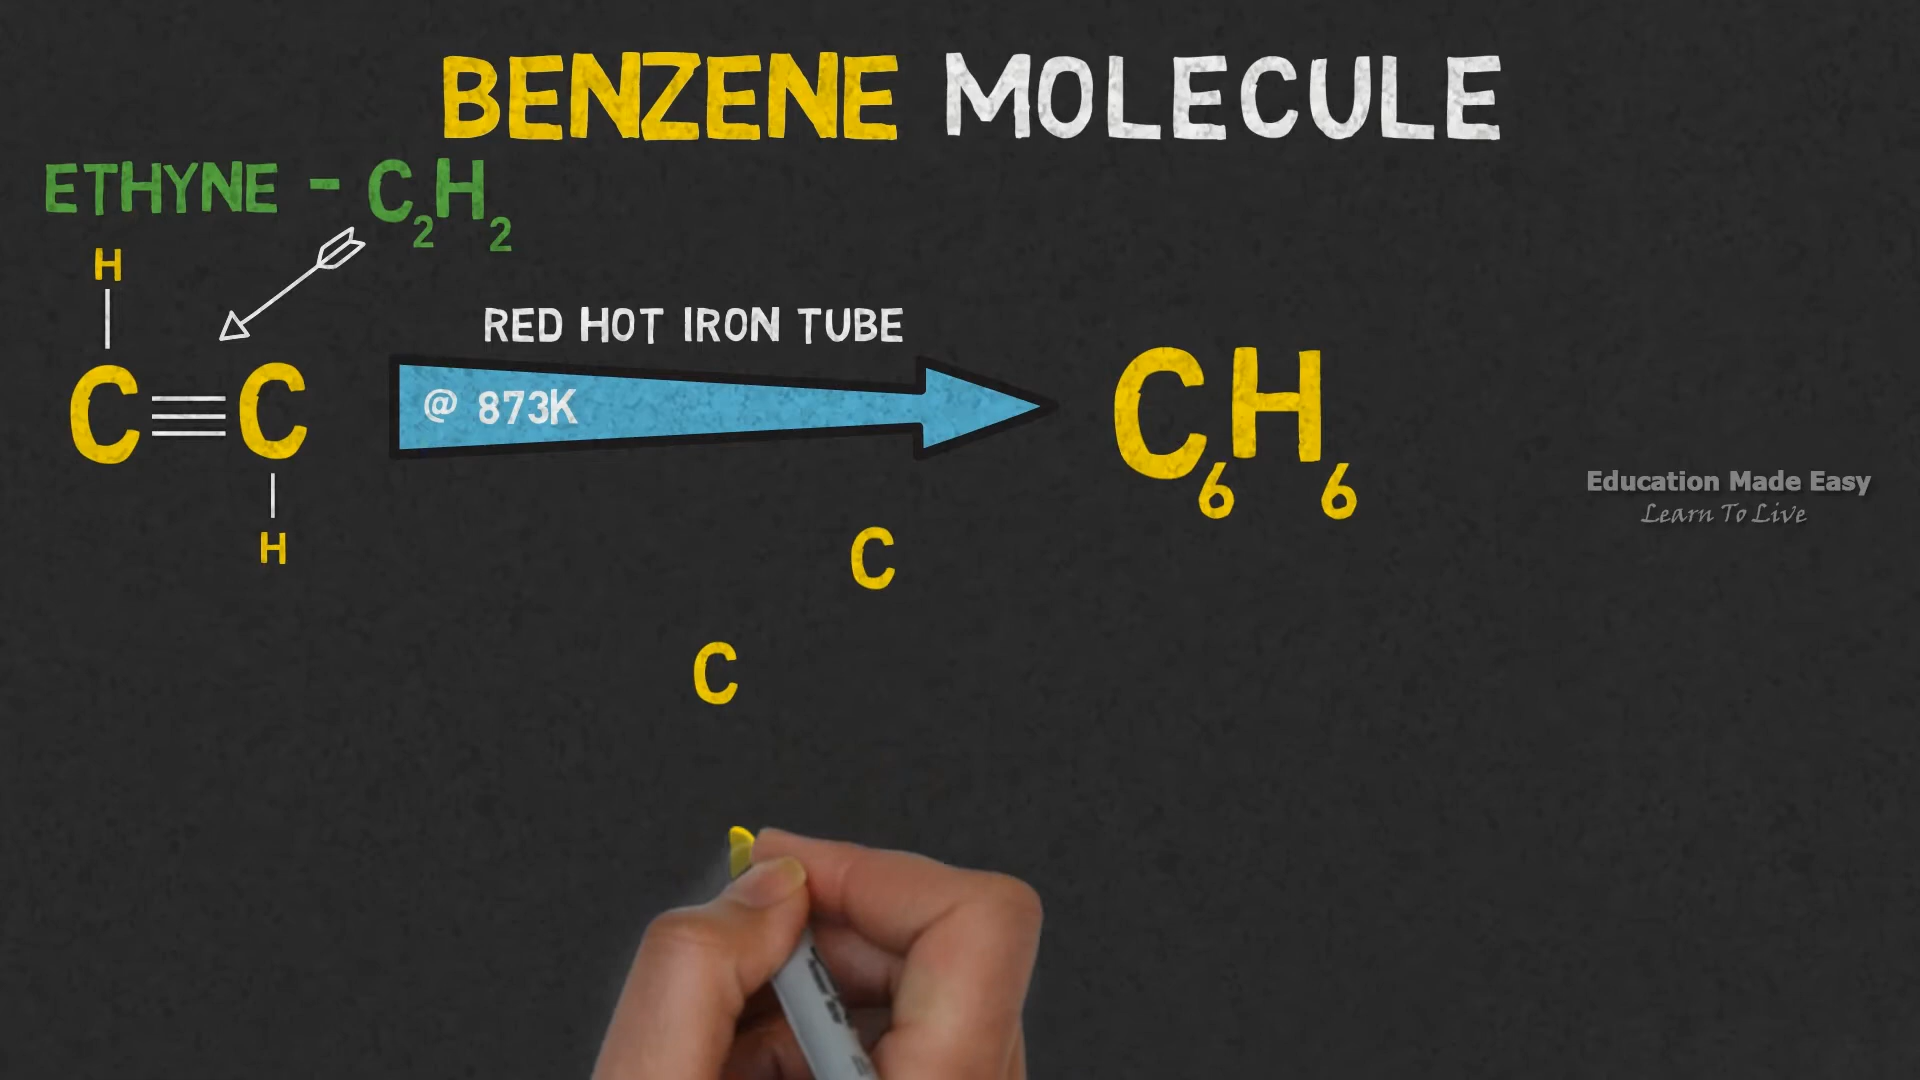 BENZENE MOLECULE
ETHYNE - C2H2
H
RED HOT IRON TUBE
C≡C
@ 873K
C6H6
H
Education Made Easy
Learn To Live
C
C